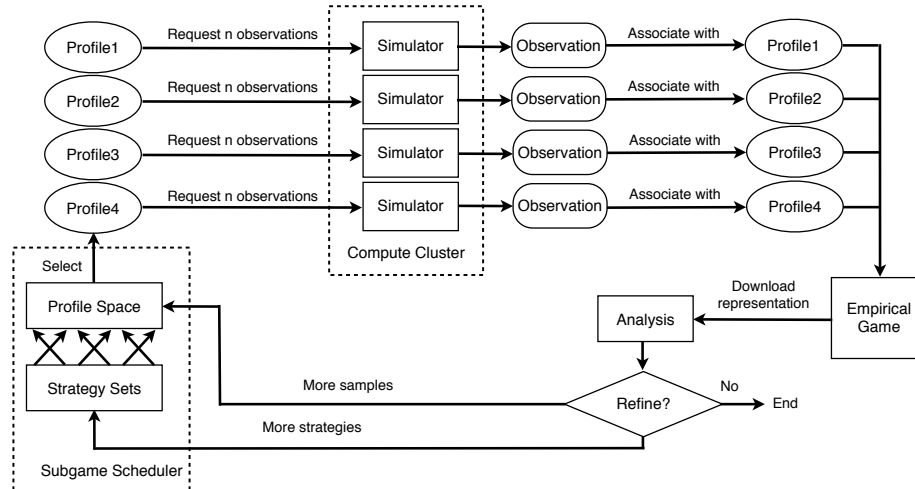 Profile1
Request n observations
Simulator
Observation
Associate with
Profile1
Profile2
Request n observations
Simulator
Observation
Associate with
Profile2
Profile3
Request n observations
Simulator
Observation
Associate with
Profile3
Profile4
Request n observations
Simulator
Observation
Associate with
Profile4
Compute Cluster
Select
Profile Space
Strategy Sets
Subgame Scheduler
Download
representation
Empirical
Game
Analysis
Refine?
No
End
More samples
More strategies